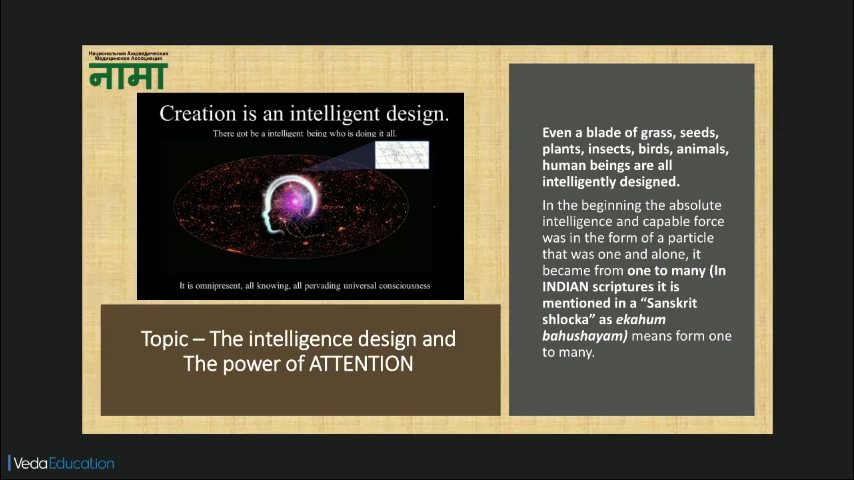 Национальная Аюрведическая
Медицинская Ассоциация
नामा
Creation is an intelligent design.
There got be a intelligent being who is doing it all.
It is omnipresent, all knowing, all pervading universal consciousness
Topic – The intelligence design and
The power of ATTENTION
Even a blade of grass, seeds,
plants, insects, birds, animals,
human beings are all
intelligently designed.
In the beginning the absolute
intelligence and capable force
was in the form of a particle
that was one and alone, it
became from one to many (In
INDIAN scriptures it is
mentioned in a “Sanskrit
shlocka” as ekahum
bahushayam) means form one
to many.
VedaEducation